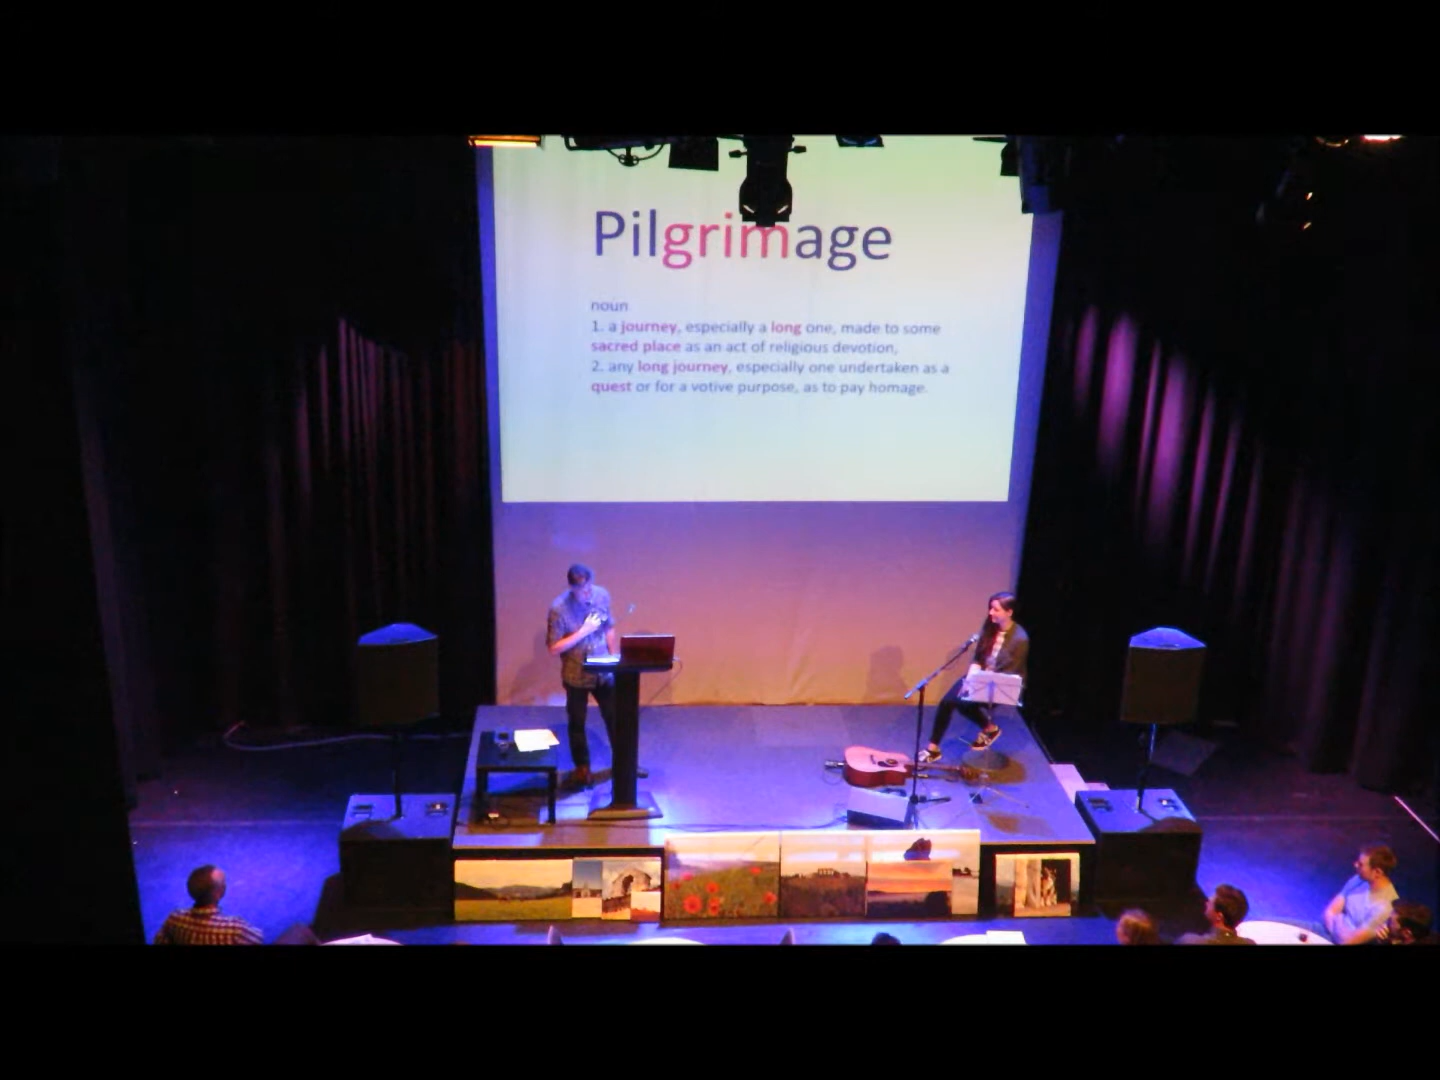 Pilgrimage
noun
1. a journey, especially a long one, made to some
sacred place as an act of religious devotion,
2. any long journey, especially one undertaken as a
quest or for a votive purpose, as to pay homage.